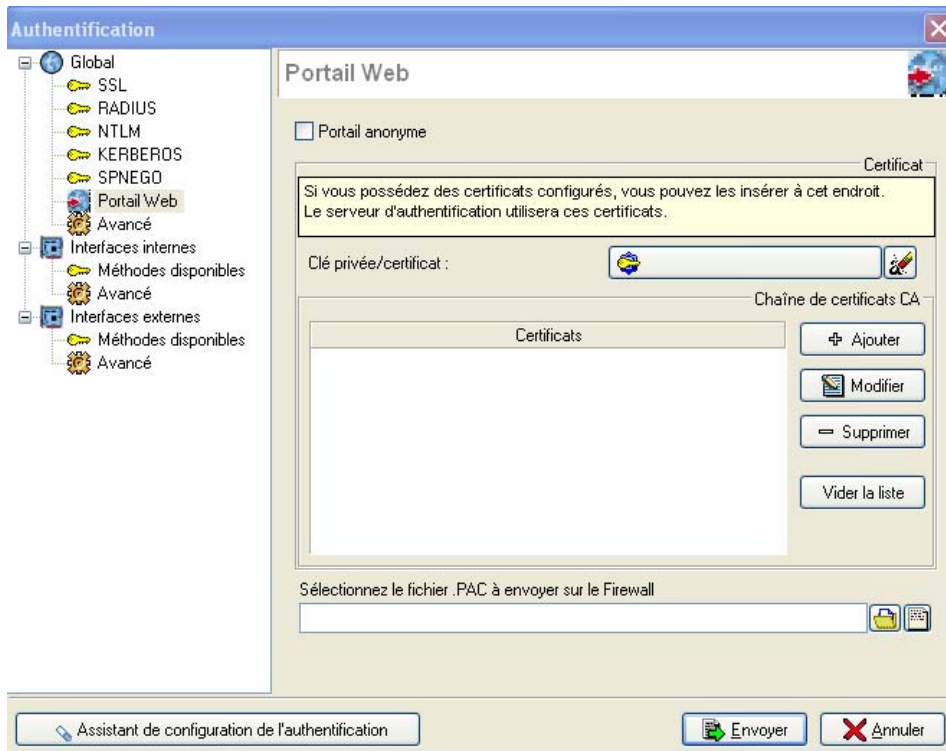 Authentification
Global
SSL
RADIUS
NTLM
KERBEROS
SPNEGO
Portail Web
Avancé
Interfaces internes
Méthodes disponibles
Avancé
Interfaces externes
Méthodes disponibles
Avancé
Portail Web
Portail anonyme
Certificat
Si vous possédez des certificats configurés, vous pouvez les insérer à cet endroit.
Le serveur d'authentification utilisera ces certificats.
Clé privée/certificat :
Chaîne de certificats CA
Certificats
Ajouter
Modifier
Supprimer
Vider la liste
Sélectionnez le fichier .PAC à envoyer sur le Firewall
Assistant de configuration de l'authentification
Envoyer
Annuler